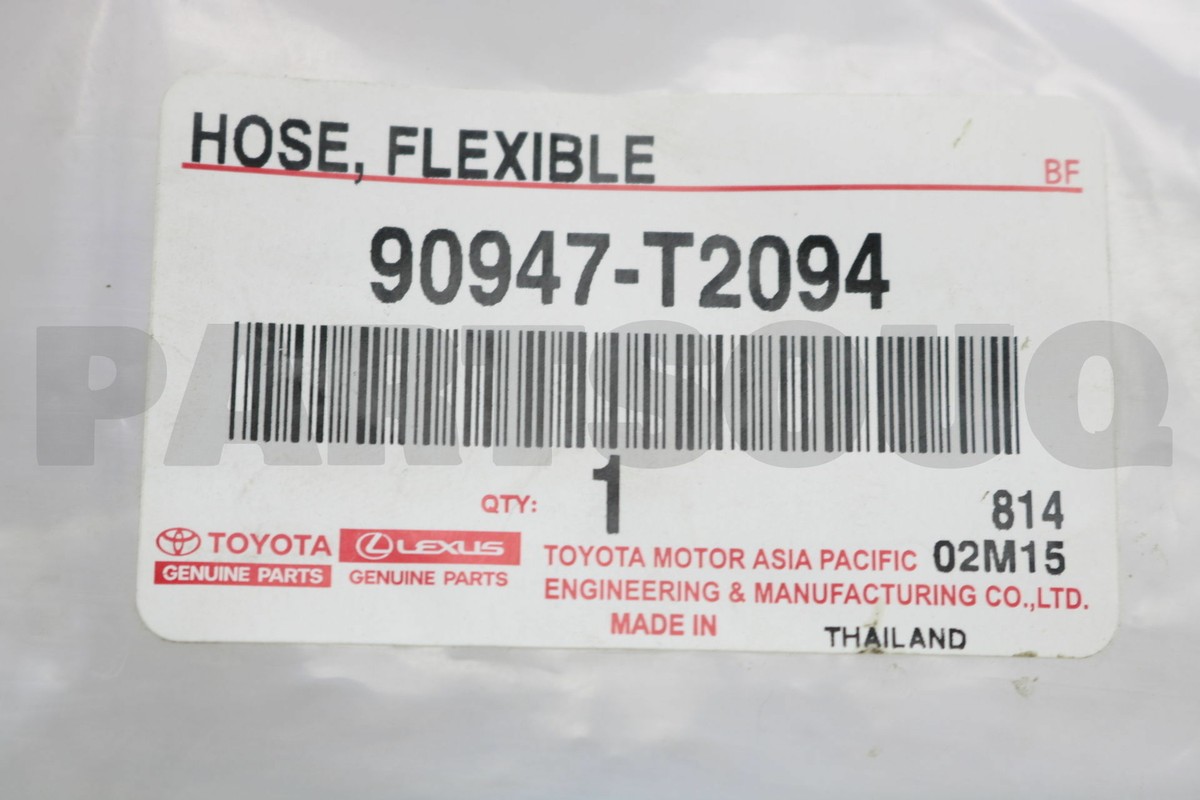 HOSE, FLEXIBLE
BF
90947-T2094
PARTSOUQ
QTY: 1
814
TOYOTA
GENUINE PARTS
LEXUS
GENUINE PARTS
TOYOTA MOTOR ASIA PACIFIC 02M15
ENGINEERING & MANUFACTURING CO.,LTD.
MADE IN THAILAND